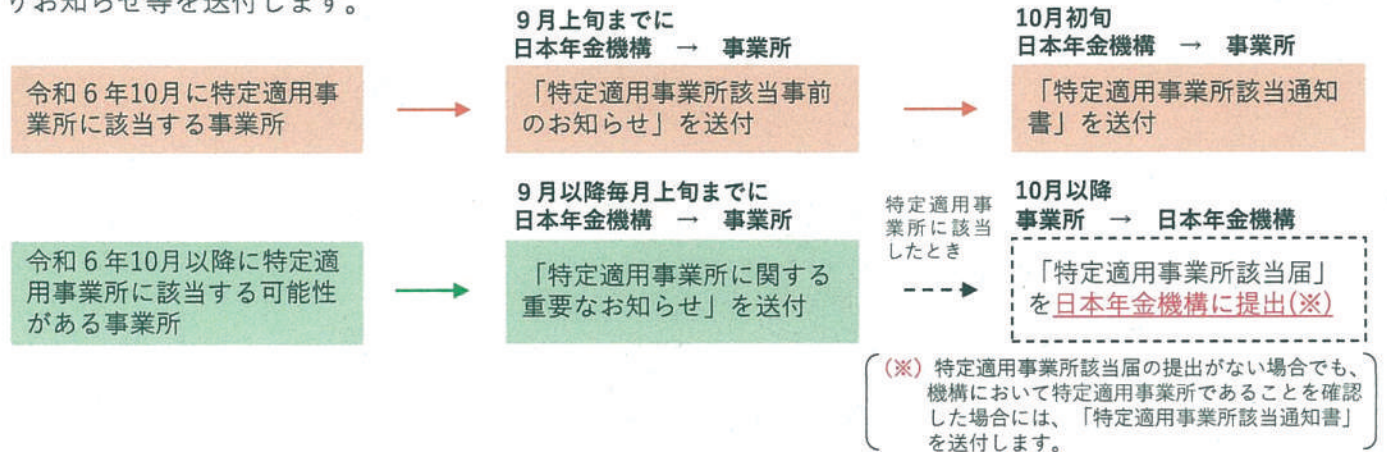 りお知らせ等を送付します。
令和6年10月に特定適用事
業所に該当する事業所
9月上旬までに
日本年金機構 → 事業所
「特定適用事業所該当事前
のお知らせ」を送付
10月初旬
日本年金機構 → 事業所
「特定適用事業所該当通知
書」を送付
令和6年10月以降に特定適
用事業所に該当する可能性
がある事業所
9月以降毎月上旬までに
日本年金機構 → 事業所
「特定適用事業所に関する
重要なお知らせ」を送付
特定適用事
業所に該当
したとき
10月以降
事業所 → 日本年金機構
「特定適用事業所該当届」
を日本年金機構に提出(※)
(※) 特定適用事業所該当届の提出がない場合でも、
機構において特定適用事業所であることを確認
した場合には、「特定適用事業所該当通知書」
を送付します。